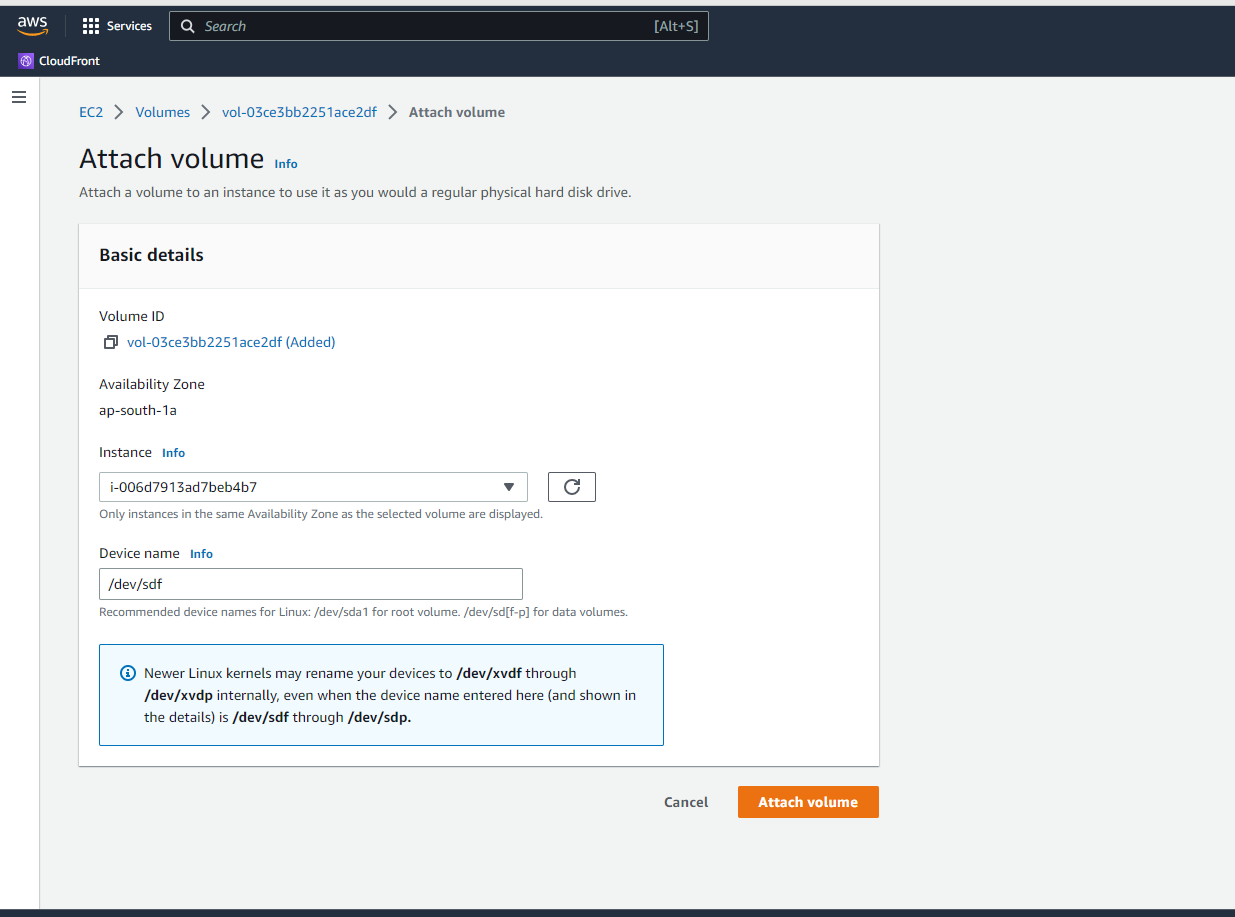 aws
Services
Search
[Alt+S]
CloudFront
EC2 > Volumes > vol-03ce3bb2251ace2df > Attach volume
Attach volume Info
Attach a volume to an instance to use it as you would a regular physical hard disk drive.
Basic details
Volume ID
vol-03ce3bb2251ace2df (Added)
Availability Zone
ap-south-1a
Instance Info
i-006d7913ad7beb4b7
Only instances in the same Availability Zone as the selected volume are displayed.
Device name Info
/dev/sdf
Recommended device names for Linux: /dev/sda1 for root volume. /dev/sd[f-p] for data volumes.
Newer Linux kernels may rename your devices to /dev/xvdf through
/dev/xvdp internally, even when the device name entered here (and shown in
the details) is /dev/sdf through /dev/sdp.
Cancel
Attach volume